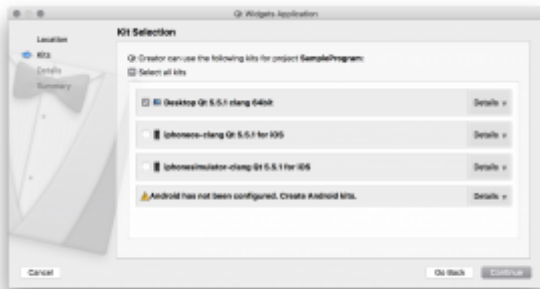 Qt Widgets Application
Location
Kits
Details
Summary
Kit Selection
Qt Creator can use the following kits for project SampleProgram:
Select all kits
Desktop Qt 5.5.1 clang 64bit
Details
iphoneos-clang Qt 5.5.1 for iOS
Details
iphonesimulator-clang Qt 5.5.1 for iOS
Details
Android has not been configured. Create Android kits.
Details
Cancel
Go Back
Continue